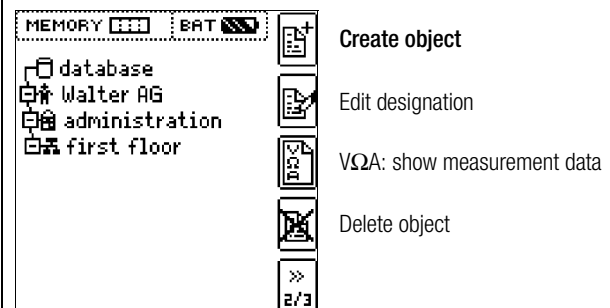 MEMORY BAT
database
Walter AG
administration
first floor
VΩA
»
2/3
Create object
Edit designation
VΩA: show measurement data
Delete object